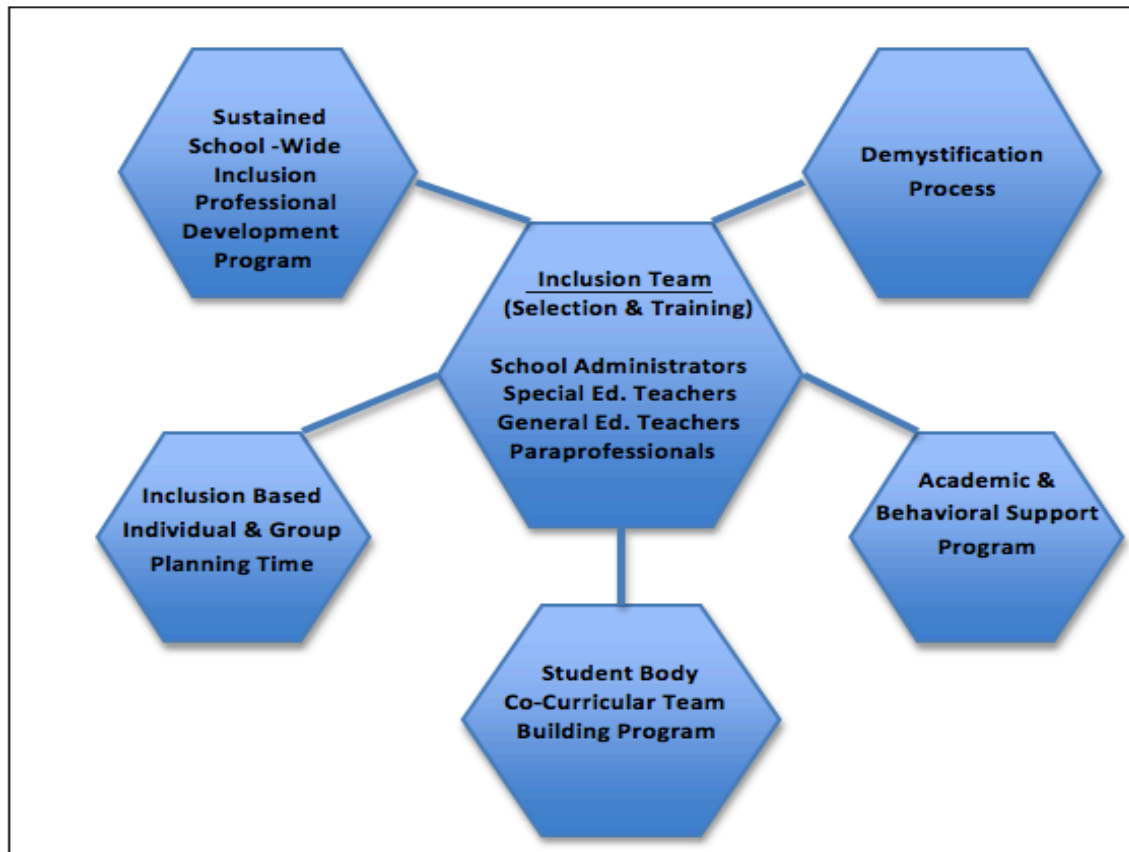 Sustained
School -Wide
Inclusion
Professional
Development
Program
Demystification
Process
Inclusion Team
(Selection & Training)
School Administrators
Special Ed. Teachers
General Ed. Teachers
Paraprofessionals
Inclusion Based
Individual & Group
Planning Time
Academic &
Behavioral Support
Program
Student Body
Co-Curricular Team
Building Program